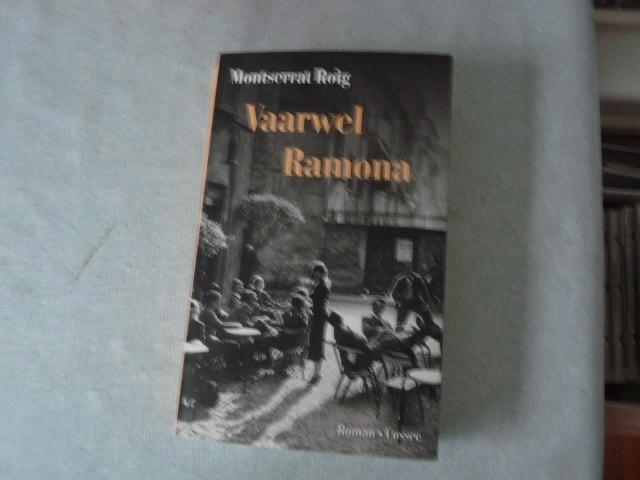 Montserrat Roig
Vaarwel
Ramona
Roman • Cossee